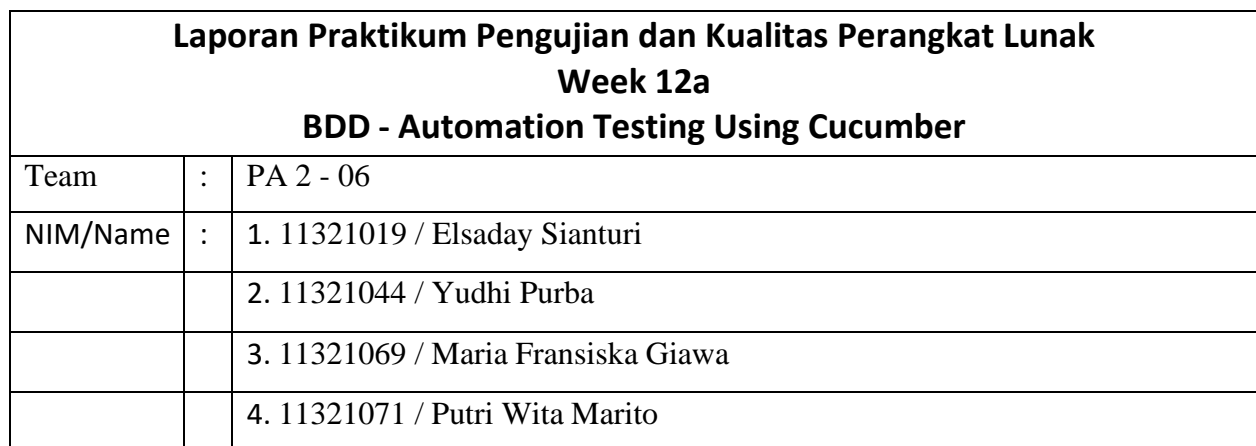 Laporan Praktikum Pengujian dan Kualitas Perangkat Lunak
Week 12a
BDD - Automation Testing Using Cucumber
Team : PA 2 - 06
NIM/Name : 1. 11321019 / Elsaday Sianturi
2. 11321044 / Yudhi Purba
3. 11321069 / Maria Fransiska Giawa
4. 11321071 / Putri Wita Marito